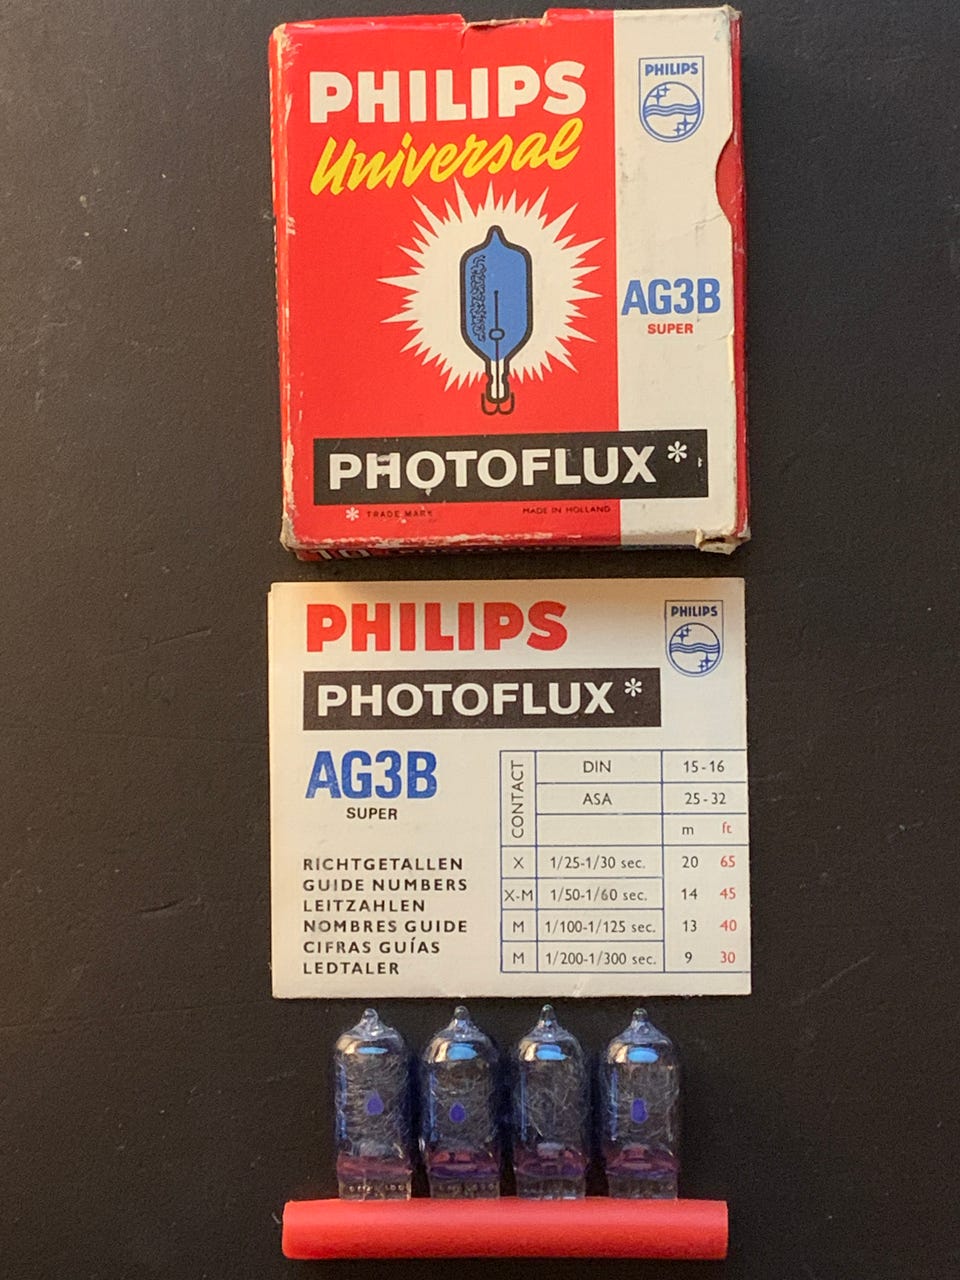 PHILIPS
Universal
PHILIPS
AG3B
SUPER
PHOTOFLUX*
* TRADE MARK
MADE IN HOLLAND
10
PHILIPS
PHILIPS
PHOTOFLUX*
AG3B
SUPER
RICHTGETALLEN
GUIDE NUMBERS
LEITZAHLEN
NOMBRES GUIDE
CIFRAS GUÍAS
LEDTALER
CONTACT
DIN 15-16
ASA 25-32
m ft
X 1/25-1/30 sec. 20 65
X-M 1/50-1/60 sec. 14 45
M 1/100-1/125 sec. 13 40
M 1/200-1/300 sec. 9 30